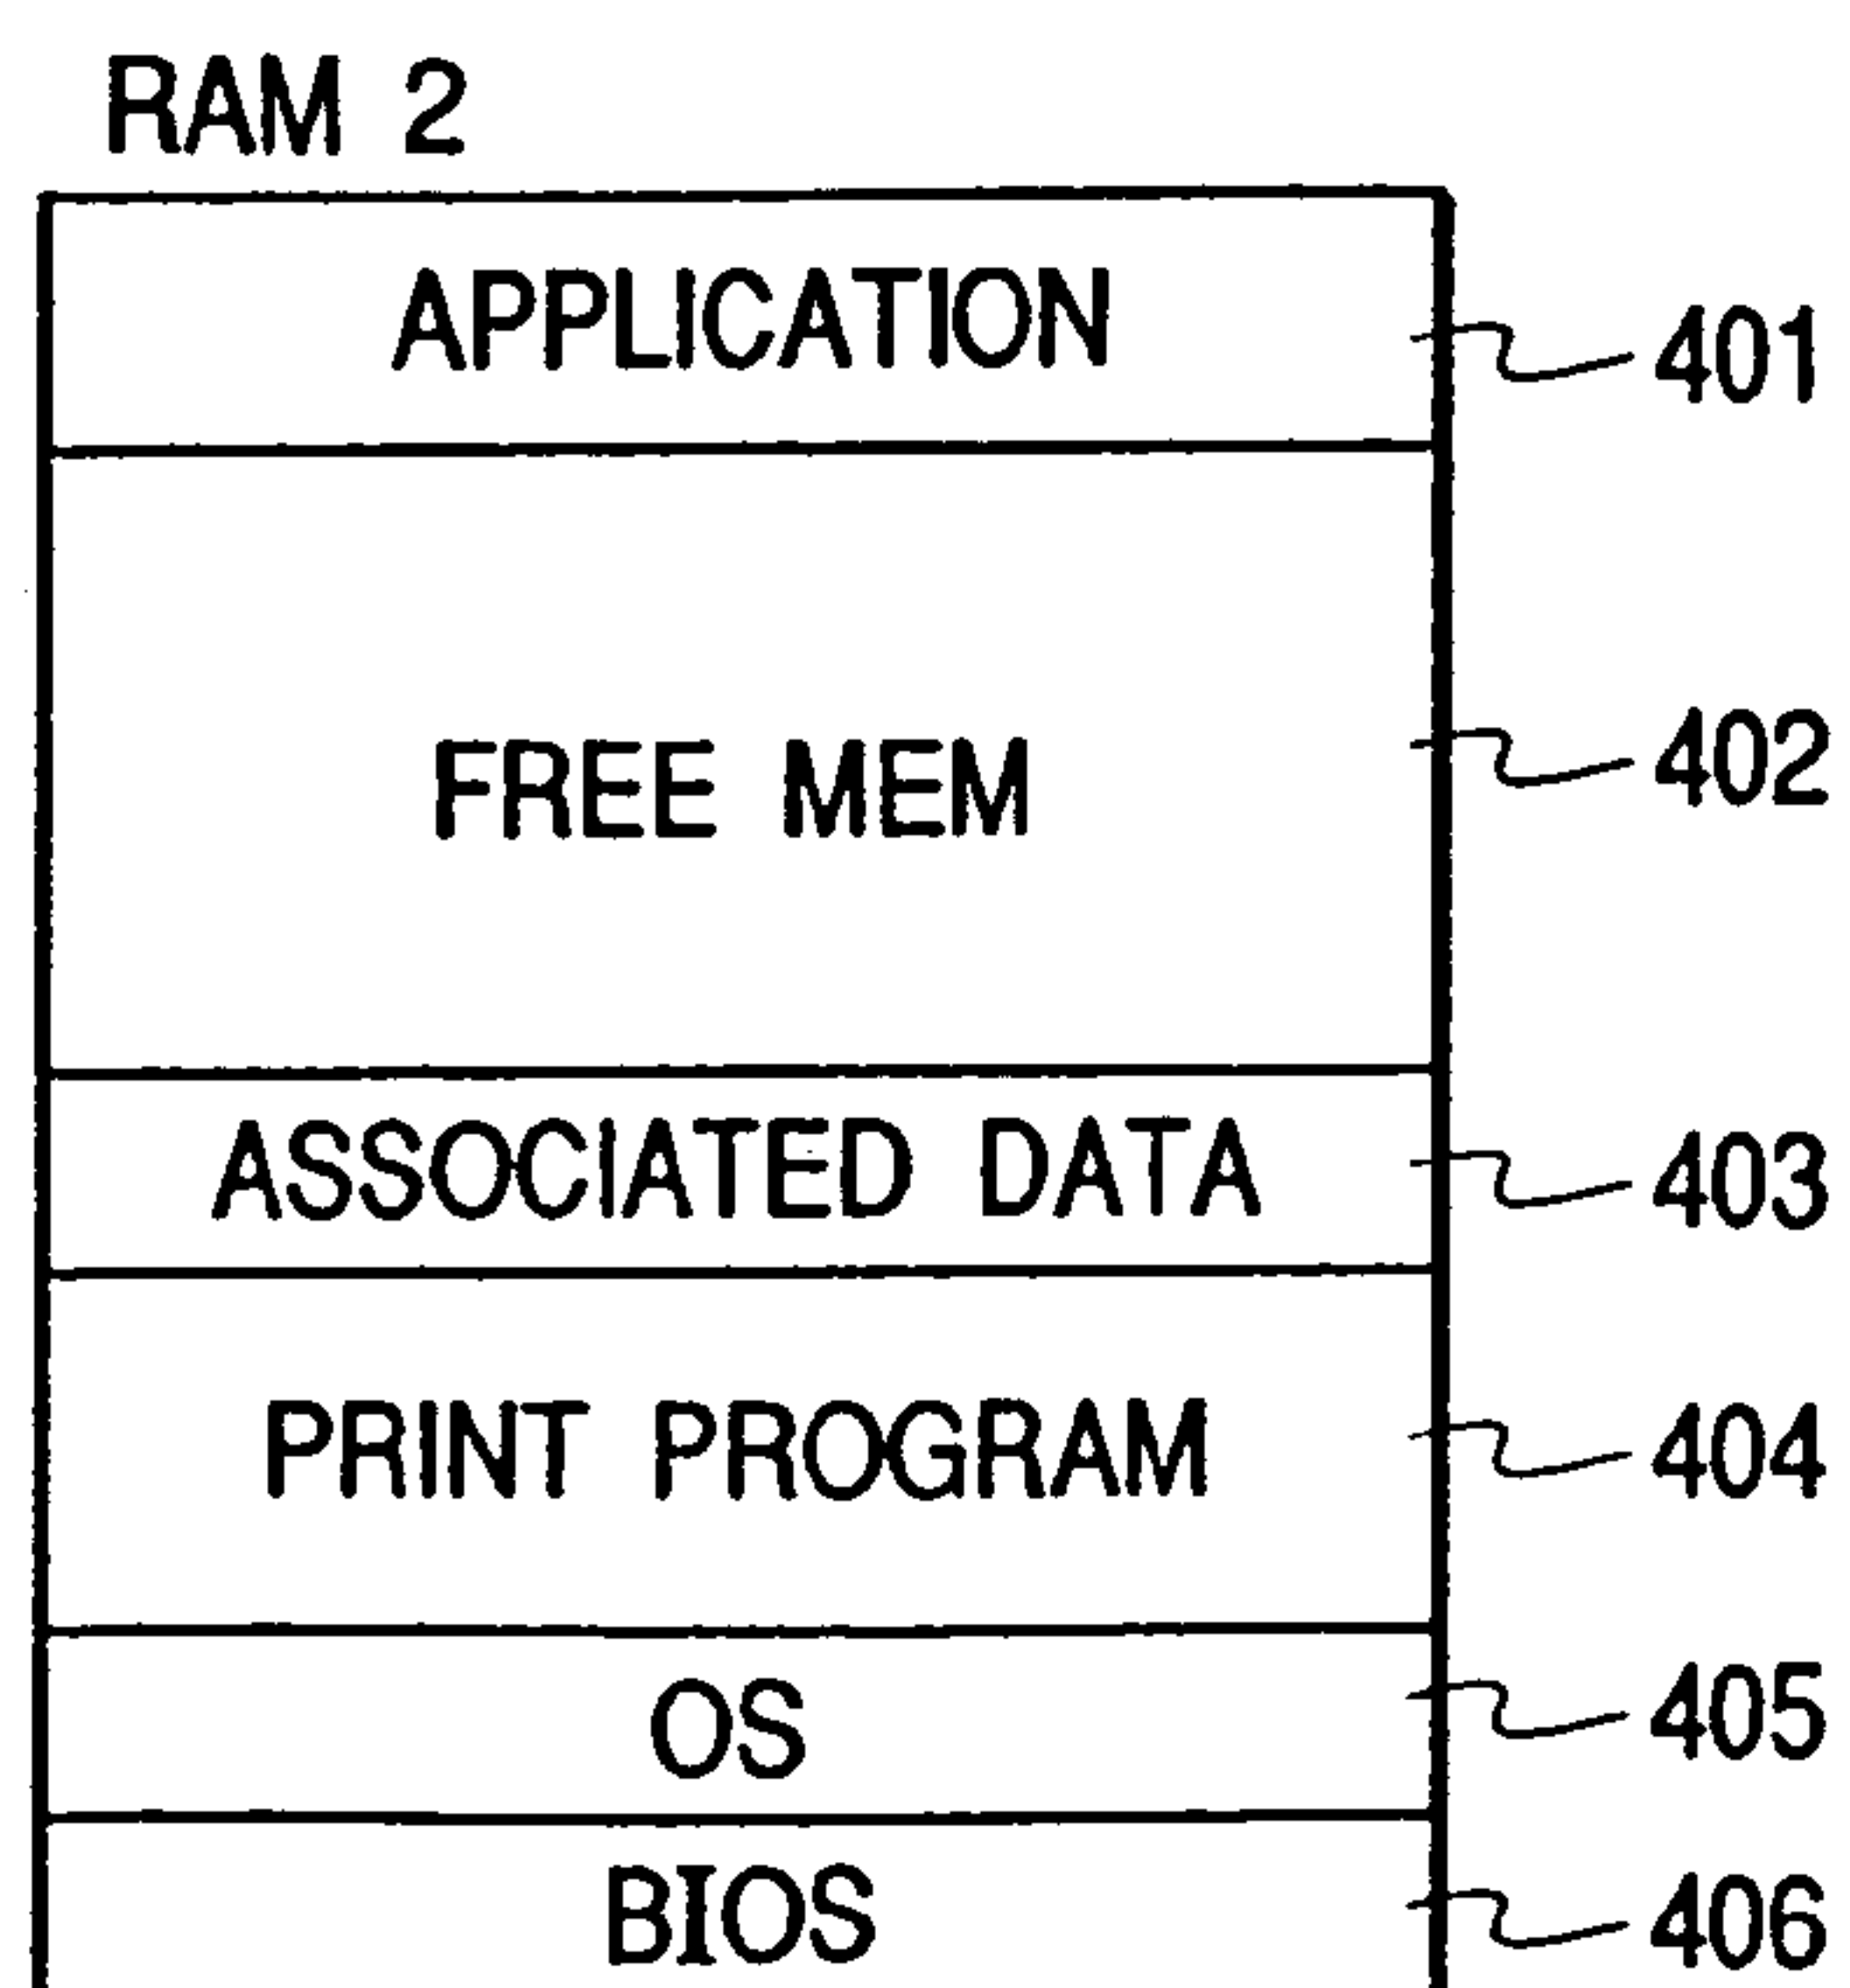 RAM 2
APPLICATION 401
FREE MEM 402
ASSOCIATED DATA 403
PRINT PROGRAM 404
OS 405
BIOS 406